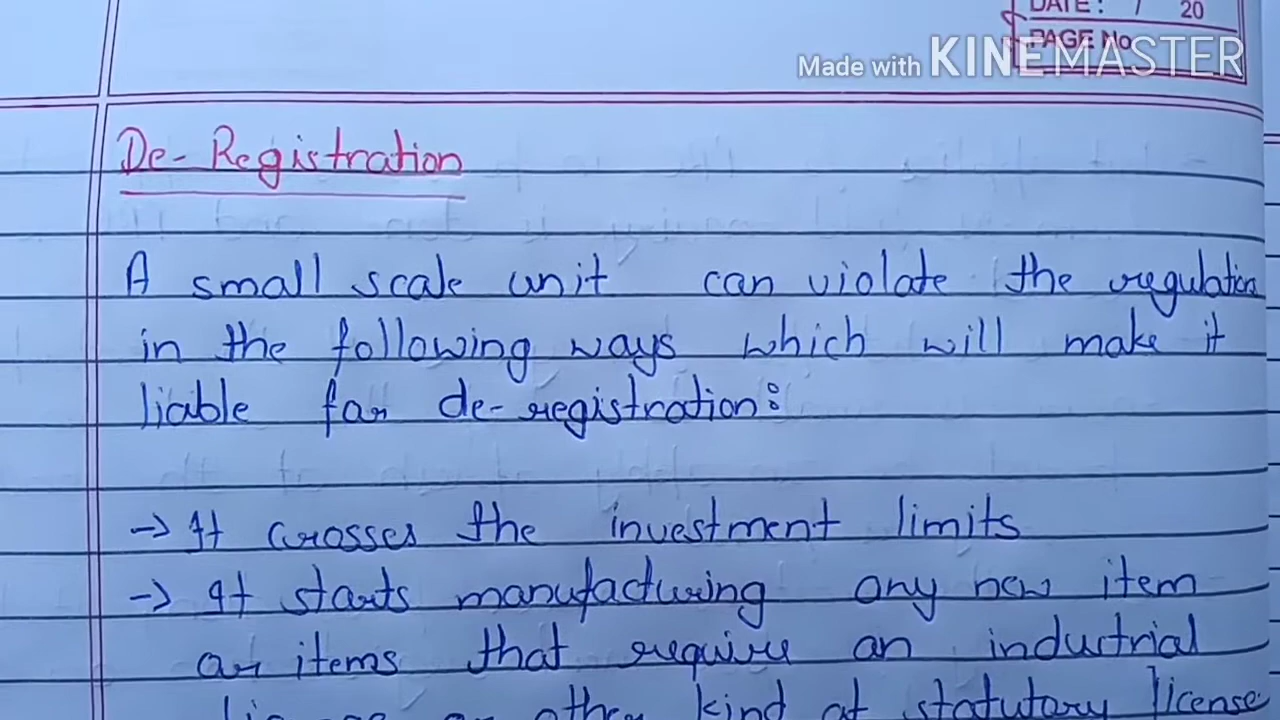 DATE: / 20
PAGE No.
Made with KINEMASTER
De-Registration
A small scale unit can violate the regulation
in the following ways which will make it
liable for de-registration:
→ It crosses the investment limits
→ It starts manufacturing any new item
or items that require an industrial
license or other kind of statutory license